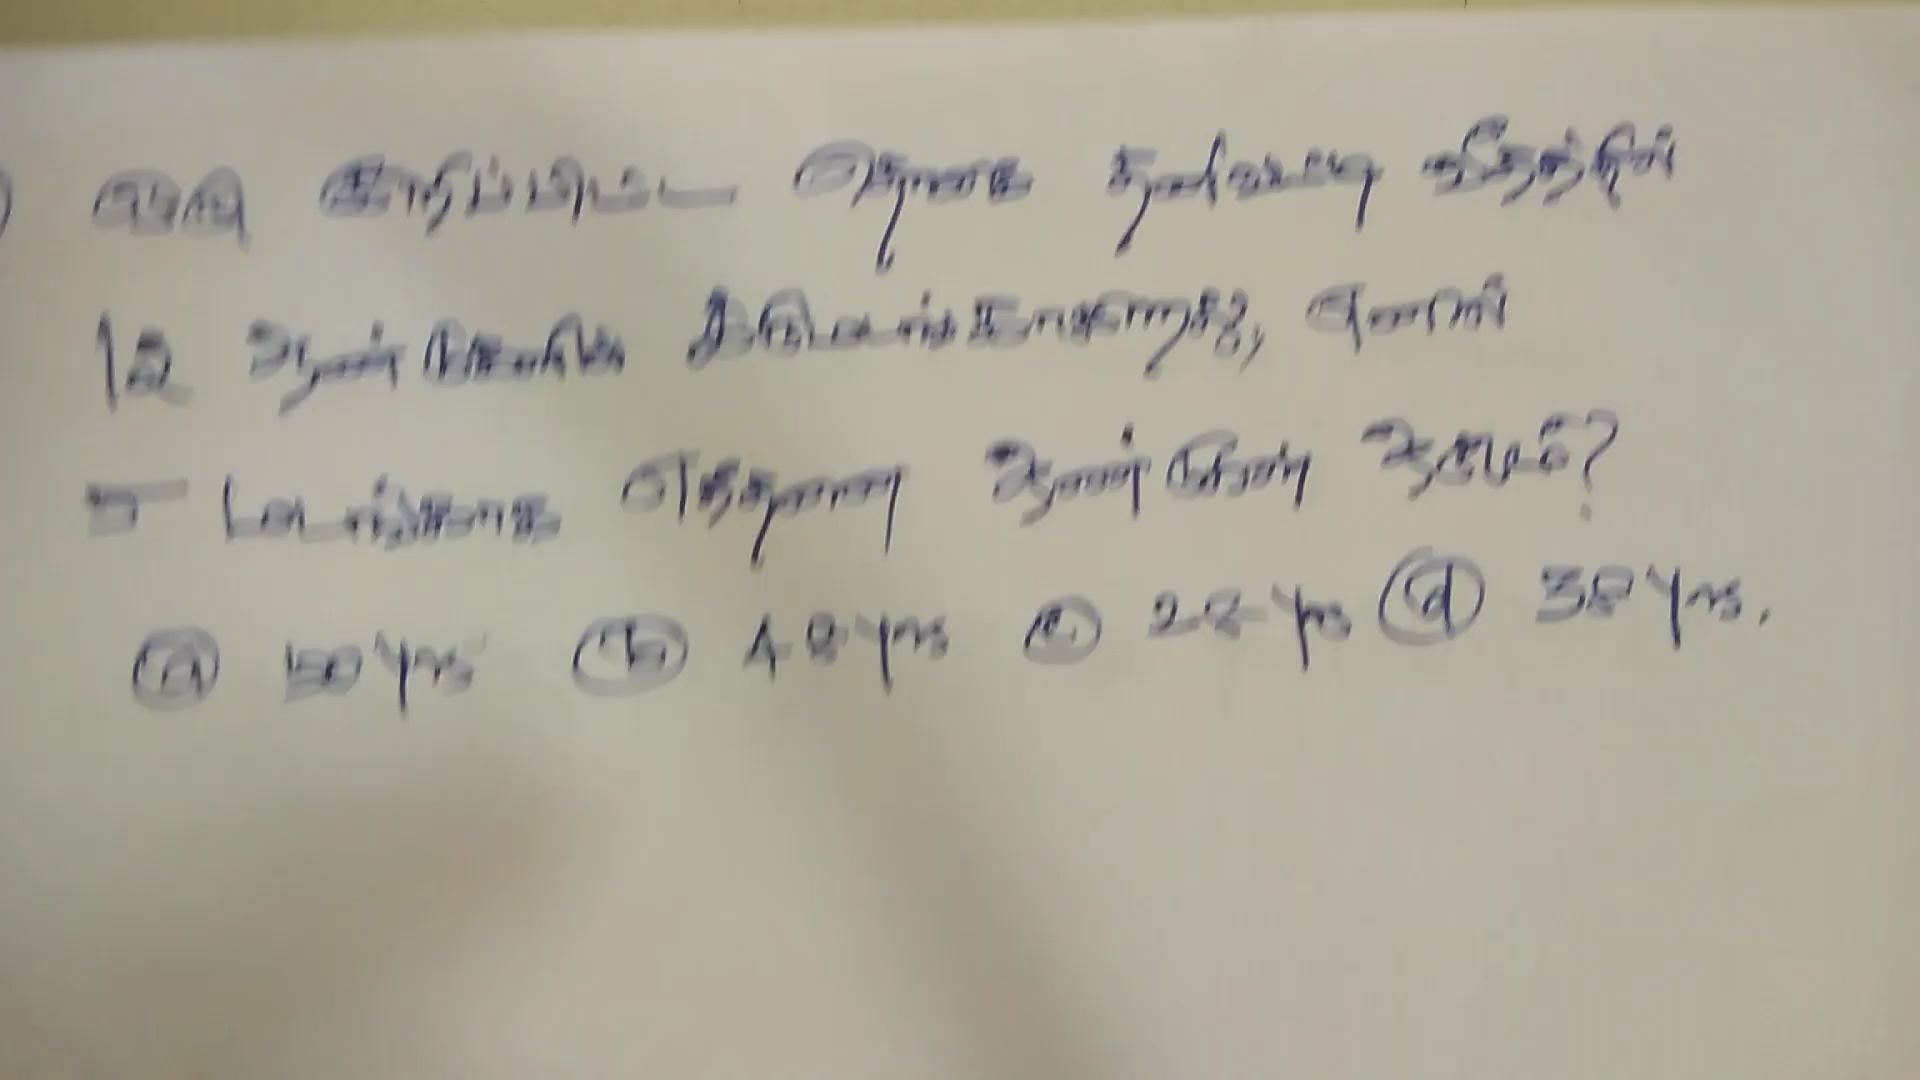 ஒரு குறிப்பிட்ட தொகை தனிவட்டி வீதத்தில்
12 ஆண்டுகளில் இருமடங்காகிறது, எனில்
5 மடங்காக எத்தனை ஆண்டுகள் ஆகும்?
(a) 50 yrs (b) 48 yrs (c) 28 yrs (d) 38 yrs.